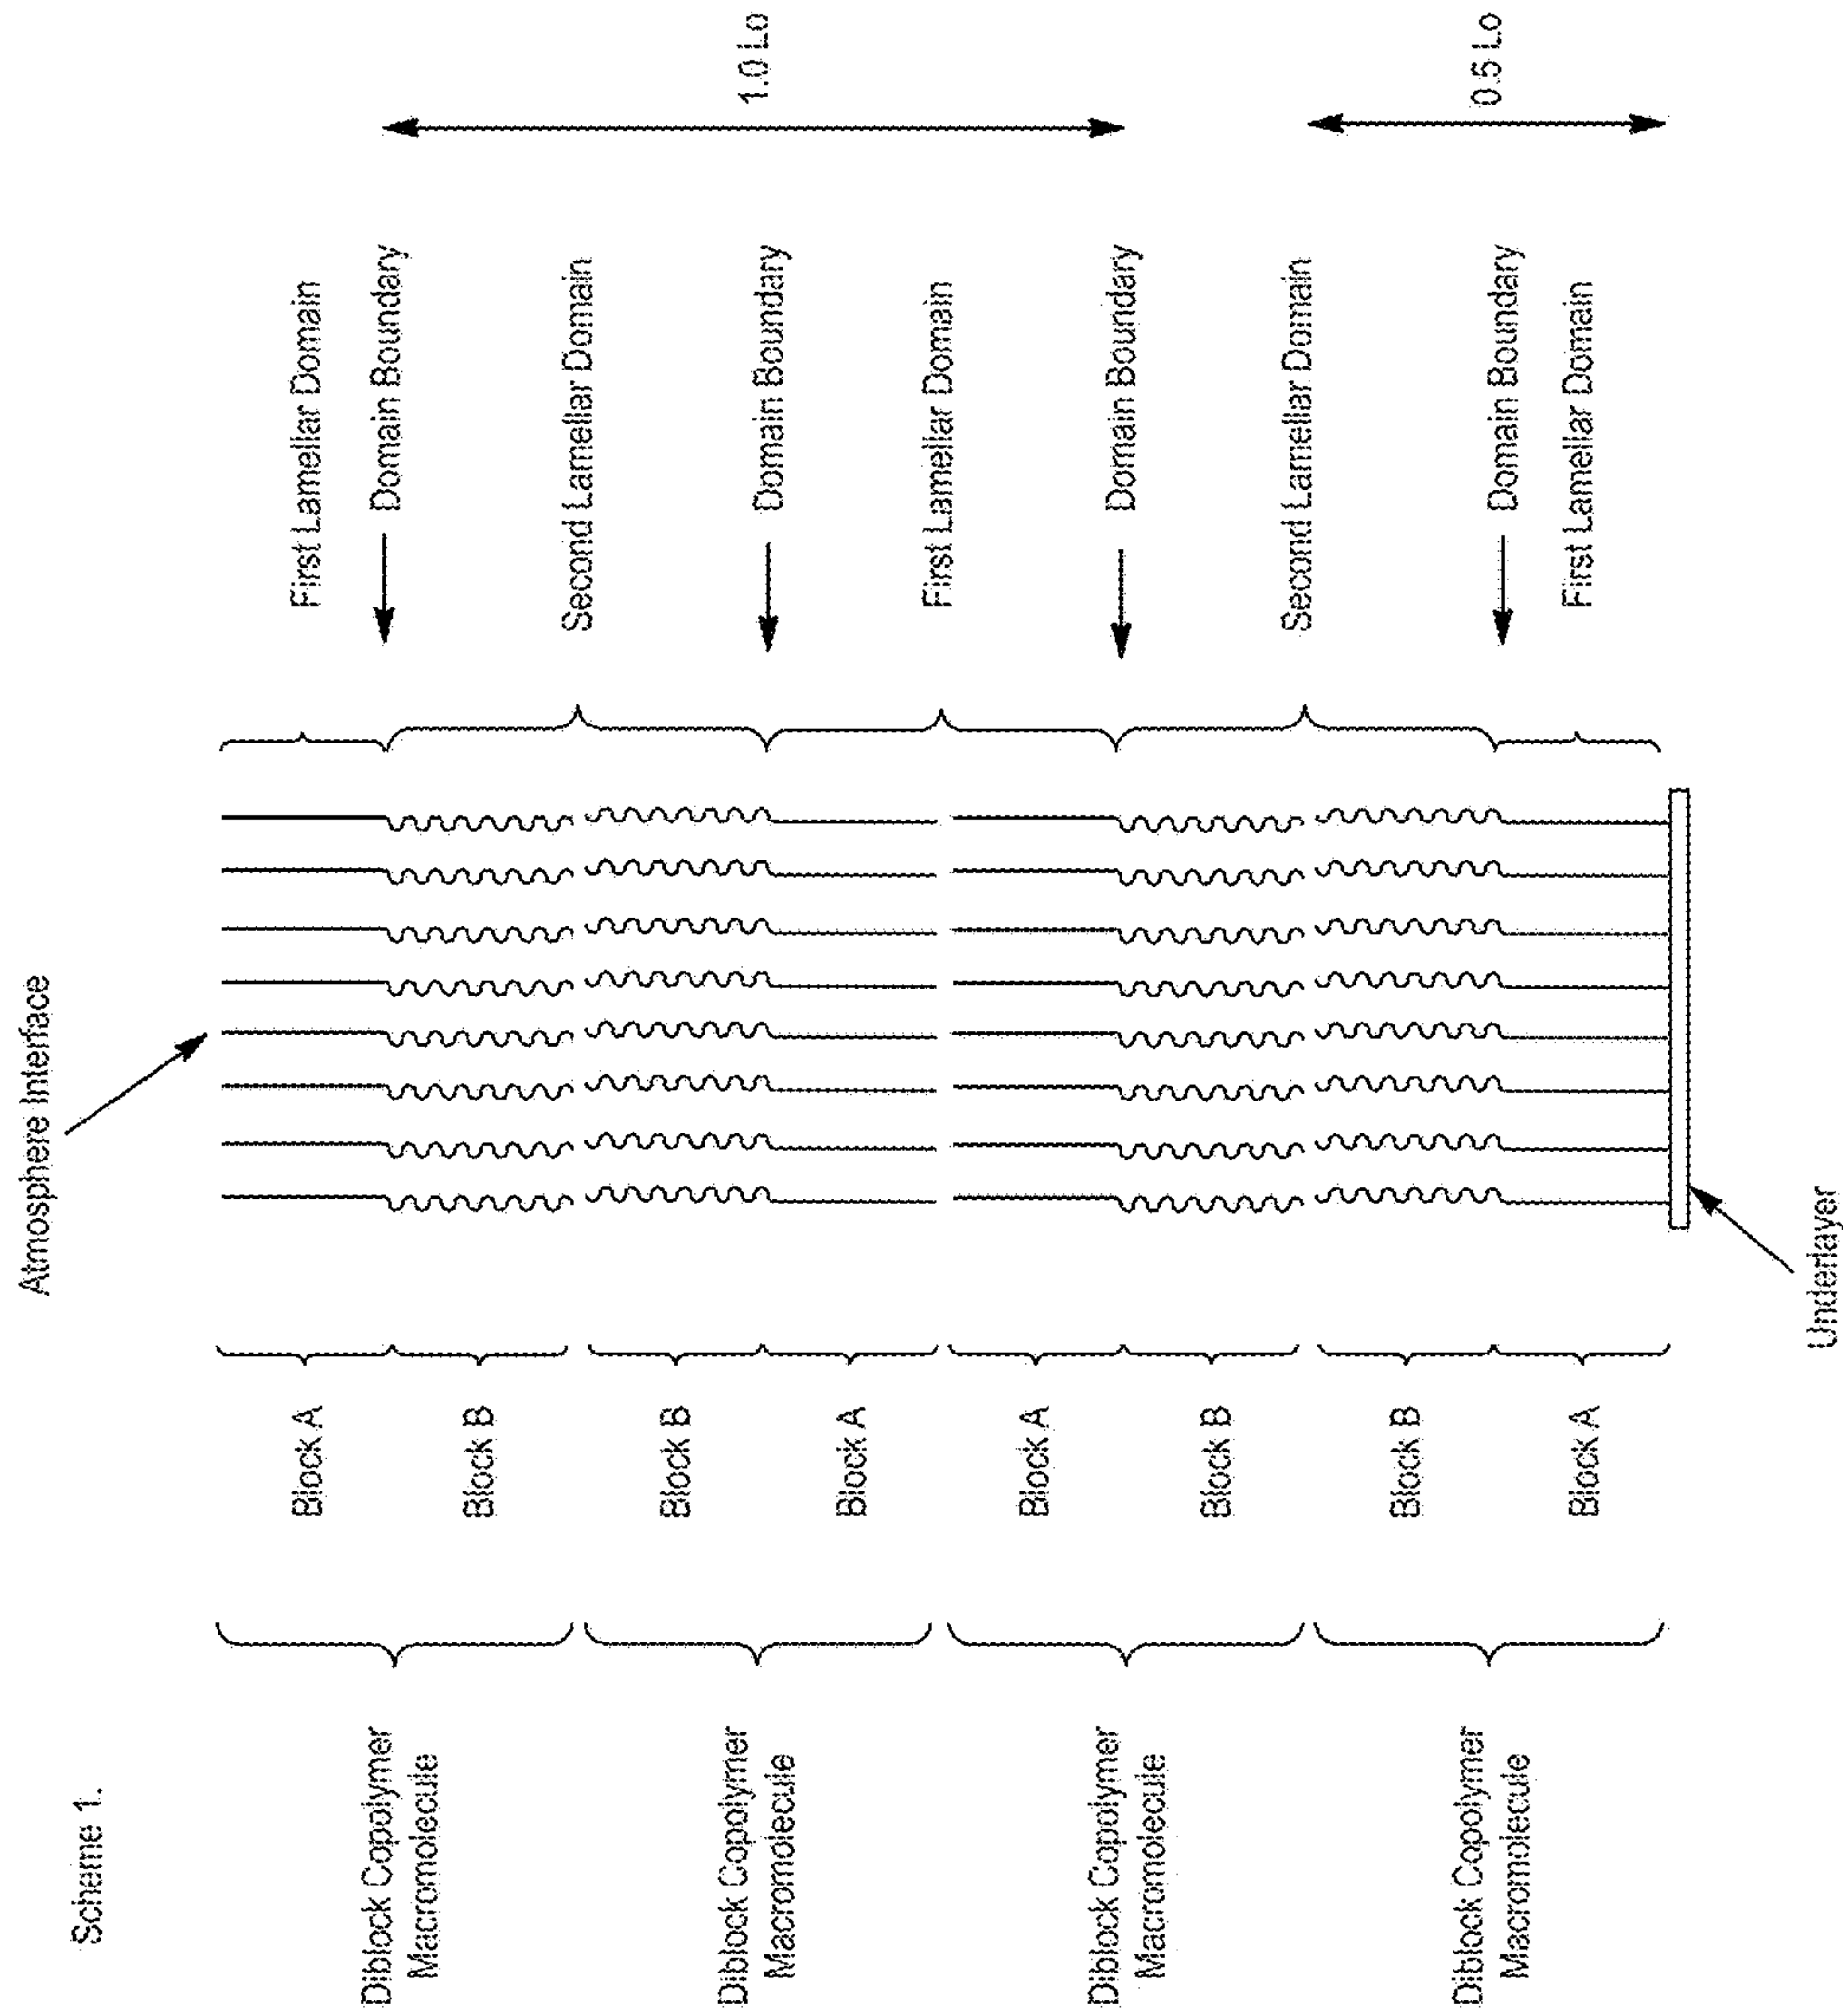 Scheme 1.
Atmosphere Interface
Diblock Copolymer
Macromolecule
Block A
Block B
First Lamellar Domain
Domain Boundary
Second Lamellar Domain
1.0 Lo
Diblock Copolymer
Macromolecule
Block B
Block A
Domain Boundary
First Lamellar Domain
Diblock Copolymer
Macromolecule
Block A
Block B
Domain Boundary
Second Lamellar Domain
Diblock Copolymer
Macromolecule
Block B
Block A
Domain Boundary
First Lamellar Domain
0.5 Lo
Underlayer